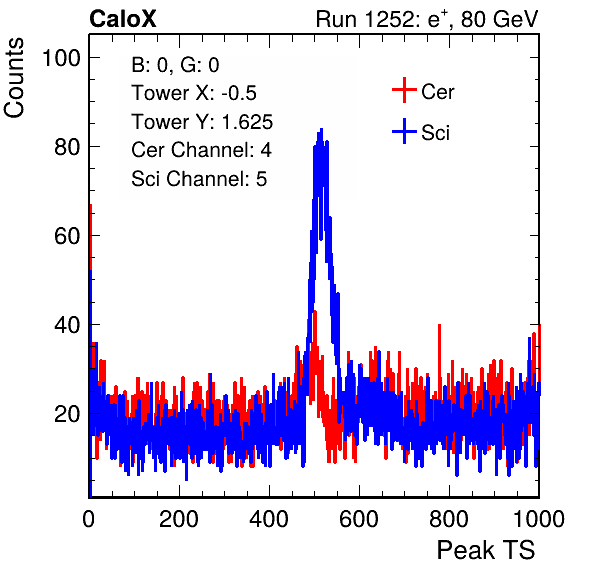 CaloX Run 1252: e⁺, 80 GeV
Counts
100
80
60
40
20
B: 0, G: 0
Tower X: -0.5
Tower Y: 1.625
Cer Channel: 4
Sci Channel: 5
Cer
Sci
0 200 400 600 800 1000
Peak TS